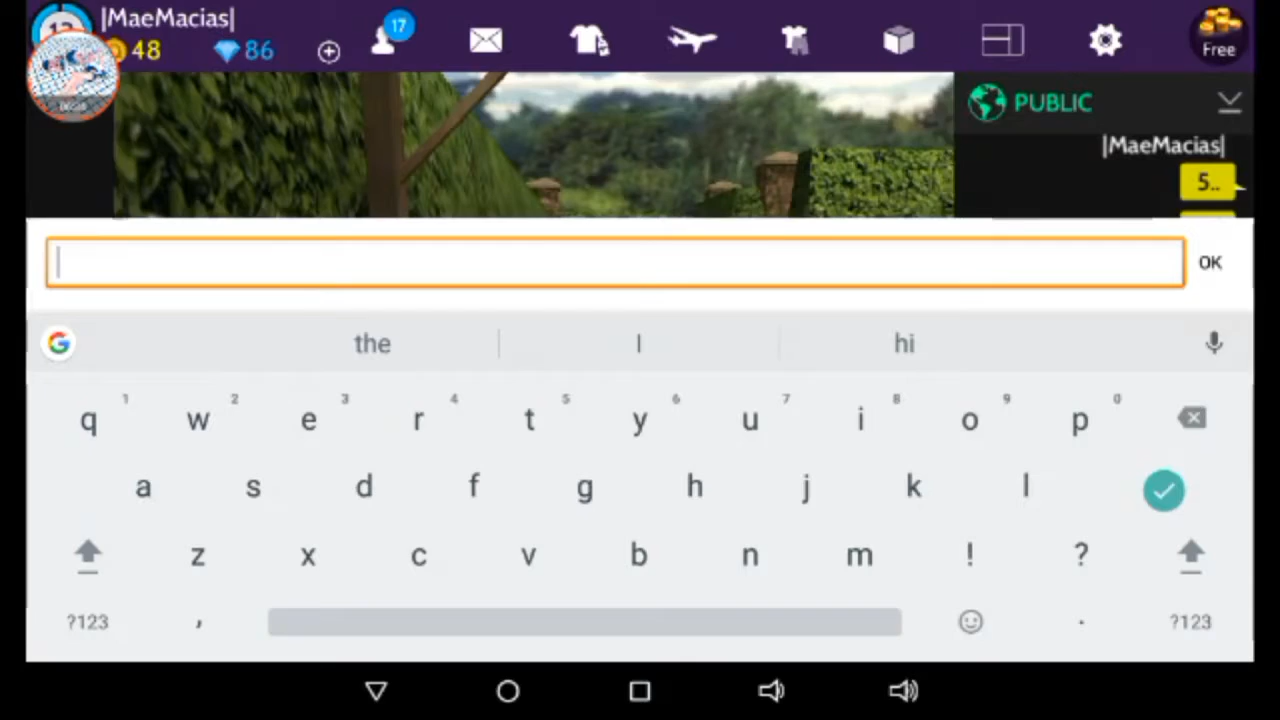 |MaeMacias|
48
86
17
Free
PUBLIC
|MaeMacias|
5..
OK
the
I
hi
1 2 3 4 5 6 7 8 9 0
q w e r t y u i o p
a s d f g h j k l
z x c v b n m ! ?
?123 , . ?123